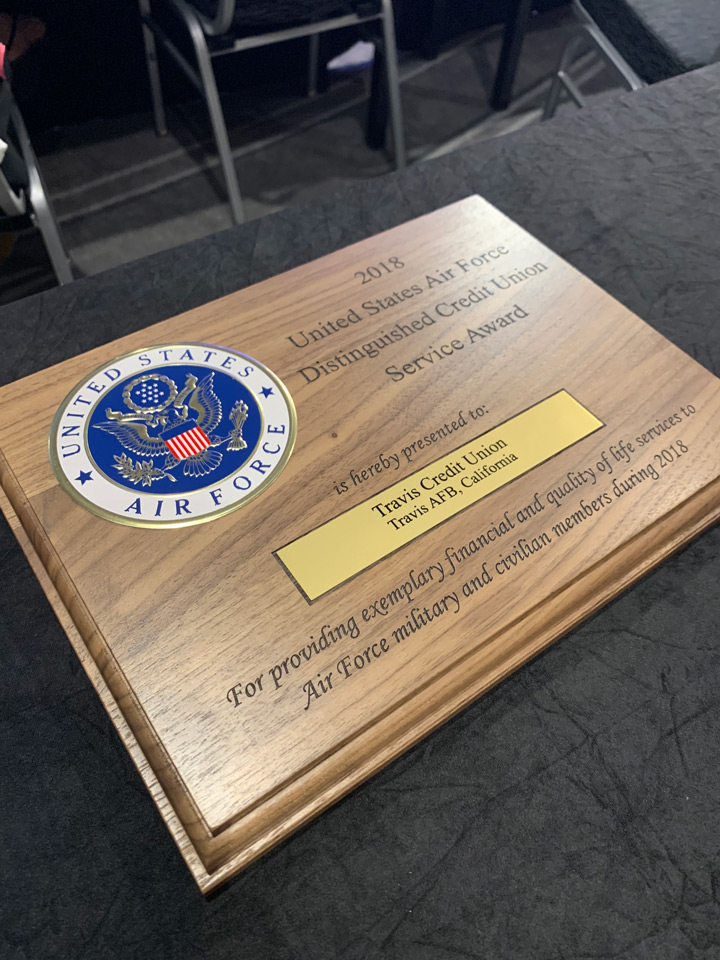 2018
United States Air Force
Distinguished Credit Union
Service Award
UNITED STATES
AIR FORCE
is hereby presented to:
Travis Credit Union
Travis AFB, California
For providing exemplary financial and quality of life services to
Air Force military and civilian members during 2018